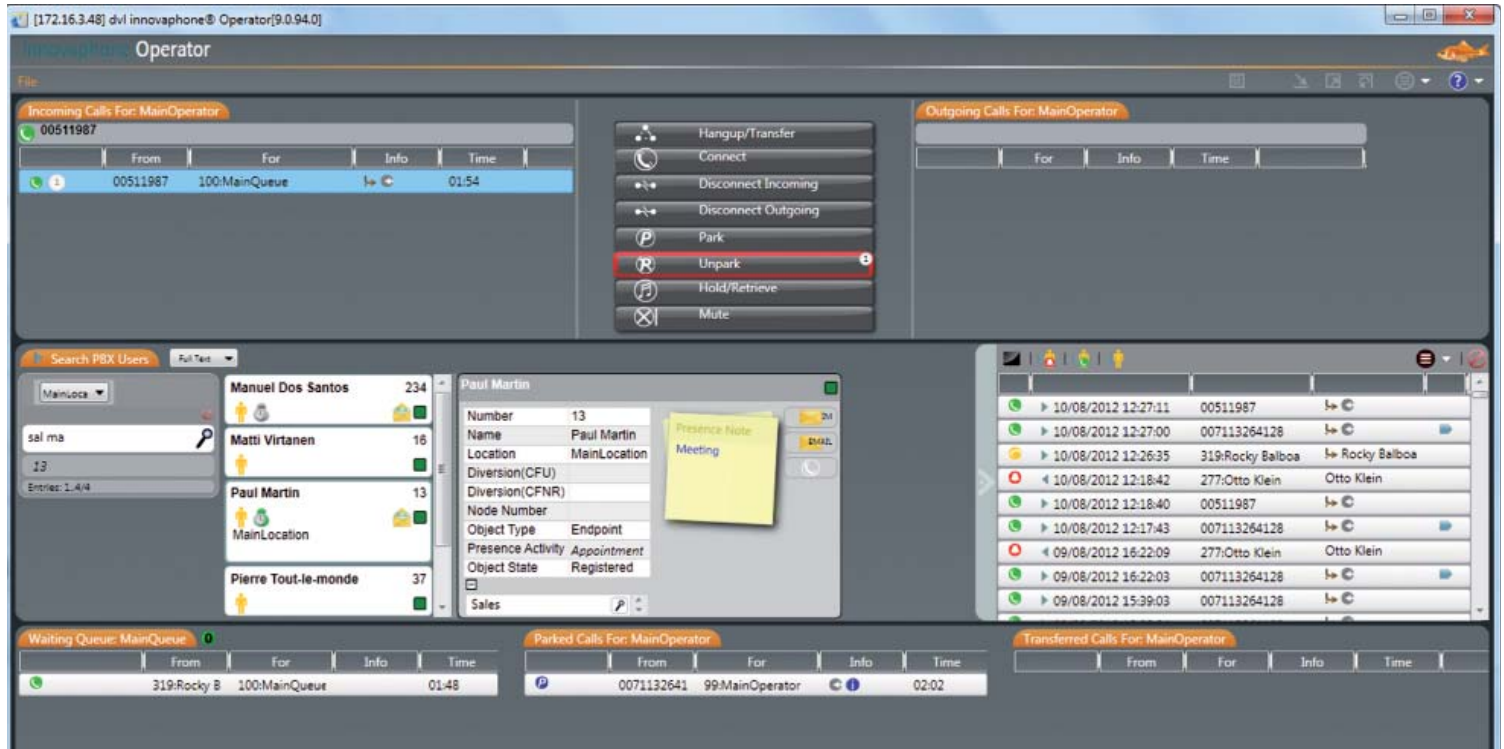 [172.16.3.48] dvl innovaphone® Operator[9.0.94.0]
innovaphone Operator
File
Incoming Calls For: MainOperator
00511987
From For Info Time
1 00511987 100:MainQueue 01:54
Hangup/Transfer
Connect
Disconnect Incoming
Disconnect Outgoing
P Park
R Unpark 1
Hold/Retrieve
Mute
Outgoing Calls For: MainOperator
For Info Time
Search PBX Users Full Text
MainLoca
sal ma
13
Entries: 1..4/4
Manuel Dos Santos 234
Matti Virtanen 16
Paul Martin 13
MainLocation
Pierre Tout-le-monde 37
Paul Martin
Number 13
Name Paul Martin
Location MainLocation
Diversion(CFU)
Diversion(CFNR)
Node Number
Object Type Endpoint
Presence Activity Appointment
Object State Registered
Sales
Presence Note
Meeting
IM
EMAIL
10/08/2012 12:27:11 00511987
10/08/2012 12:27:00 007113264128
10/08/2012 12:26:35 319:Rocky Balboa Rocky Balboa
10/08/2012 12:18:42 277:Otto Klein Otto Klein
10/08/2012 12:18:40 00511987
10/08/2012 12:17:43 007113264128
09/08/2012 16:22:09 277:Otto Klein Otto Klein
09/08/2012 16:22:03 007113264128
09/08/2012 15:39:03 007113264128
Waiting Queue: MainQueue 0
From For Info Time
319:Rocky B 100:MainQueue 01:48
Parked Calls For: MainOperator
From For Info Time
P 0071132641 99:MainOperator 02:02
Transferred Calls For: MainOperator
From For Info Time